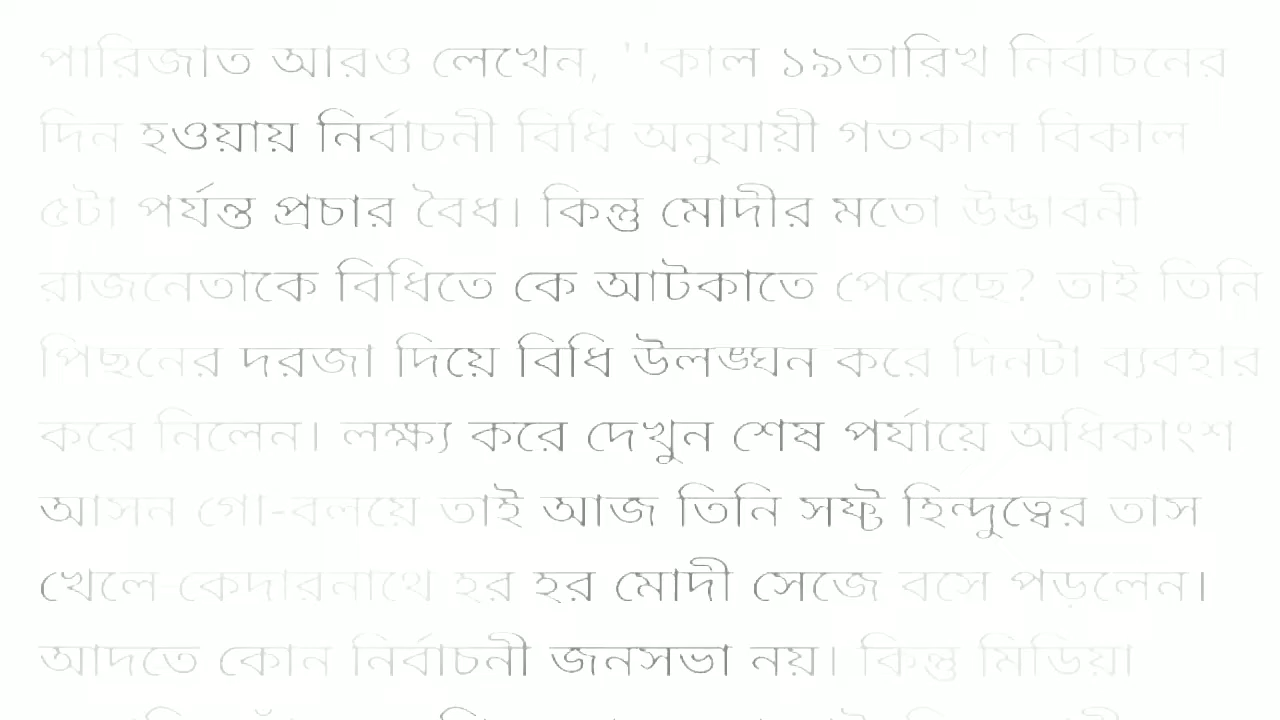 পারিজাত আরও লেখেন, ''কাল ১৯তারিখ নির্বাচনের
দিন হওয়ায় নির্বাচনী বিধি অনুযায়ী গতকাল বিকাল
৫টা পর্যন্ত প্রচার বৈধ। কিন্তু মোদীর মতো উদ্ভাবনী
রাজনেতাকে বিধিতে কে আটকাতে পেরেছে? তাই তিনি
পিছনের দরজা দিয়ে বিধি উলঙ্ঘন করে দিনটা ব্যবহার
করে নিলেন। লক্ষ্য করে দেখুন শেষ পর্যায়ে অধিকাংশ
আসন গো-বলয়ে তাই আজ তিনি সফ্ট হিন্দুত্বের তাস
খেলে কেদারনাথে হর হর মোদী সেজে বসে পড়লেন।
আদতে কোন নির্বাচনী জনসভা নয়। কিন্তু মিডিয়া